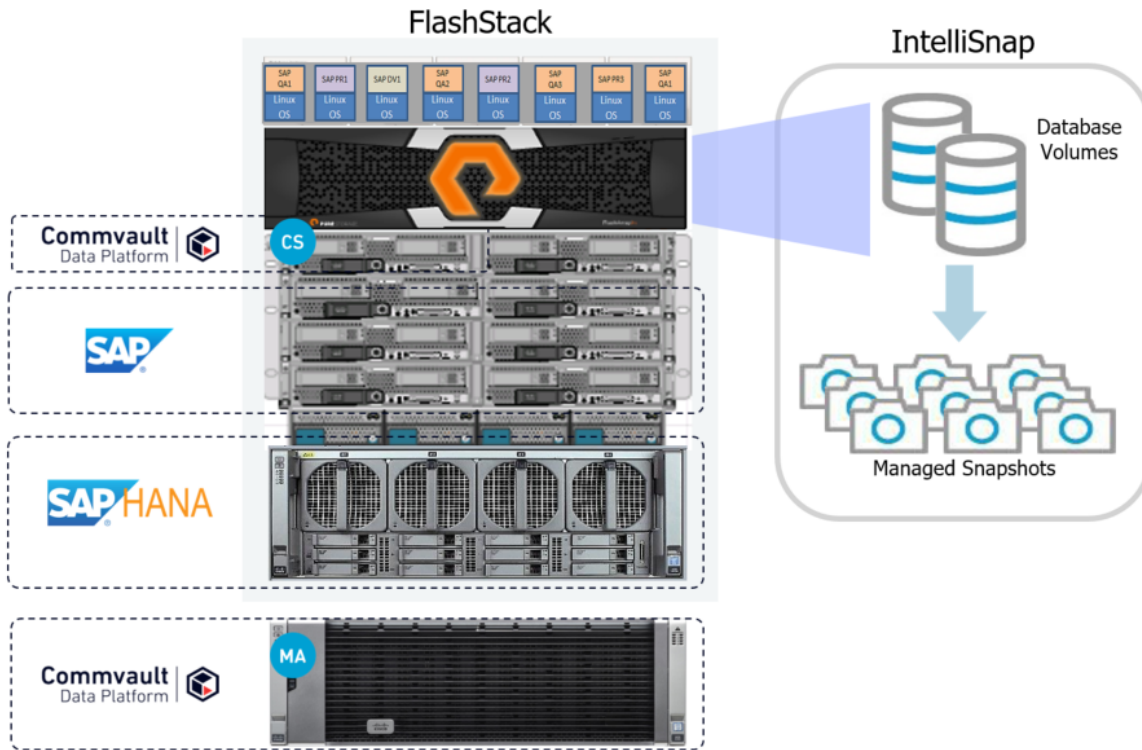 FlashStack
IntelliSnap
SAP
QA1
Linux
OS
SAP PR1
Linux
OS
SAP DV1
Linux
OS
SAP
QA2
Linux
OS
SAP PR2
Linux
OS
SAP
QA3
Linux
OS
SAP PR3
Linux
OS
SAP
QA1
Linux
OS
Database
Volumes
Commvault
Data Platform
CS
SAP
Managed Snapshots
SAP HANA
Commvault
Data Platform
MA